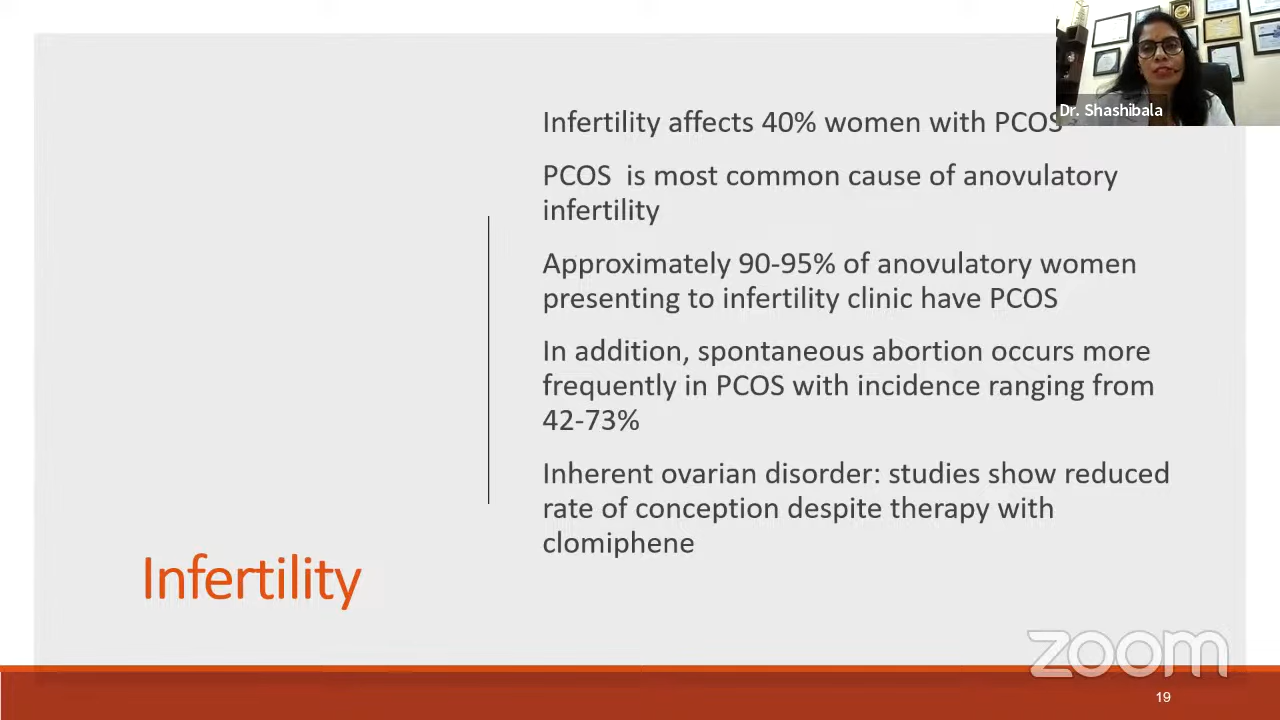 Infertility affects 40% women with PCOS
Dr. Shashibala
PCOS is most common cause of anovulatory
infertility
Approximately 90-95% of anovulatory women
presenting to infertility clinic have PCOS
In addition, spontaneous abortion occurs more
frequently in PCOS with incidence ranging from
42-73%
Inherent ovarian disorder: studies show reduced
rate of conception despite therapy with
clomiphene
Infertility
zoom
19